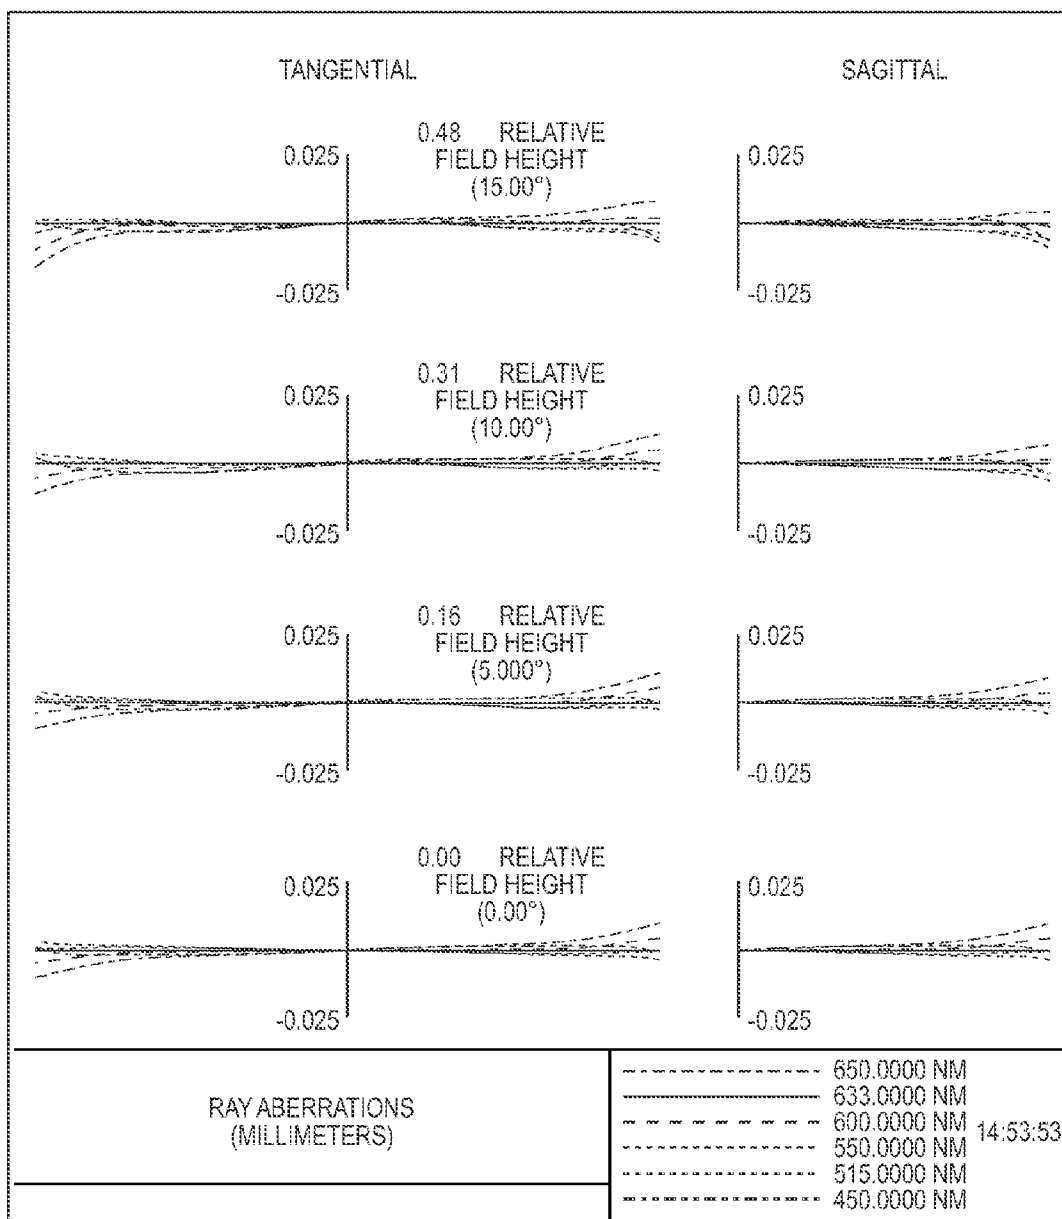 TANGENTIAL SAGITTAL
0.48 RELATIVE
FIELD HEIGHT
(15.00°)
0.025 0.025
-0.025 -0.025
0.31 RELATIVE
FIELD HEIGHT
(10.00°)
0.025 0.025
-0.025 -0.025
0.16 RELATIVE
FIELD HEIGHT
(5.000°)
0.025 0.025
-0.025 -0.025
0.00 RELATIVE
FIELD HEIGHT
(0.00°)
0.025 0.025
-0.025 -0.025
RAY ABERRATIONS
(MILLIMETERS)
650.0000 NM
633.0000 NM
600.0000 NM
550.0000 NM
515.0000 NM
450.0000 NM
14:53:53